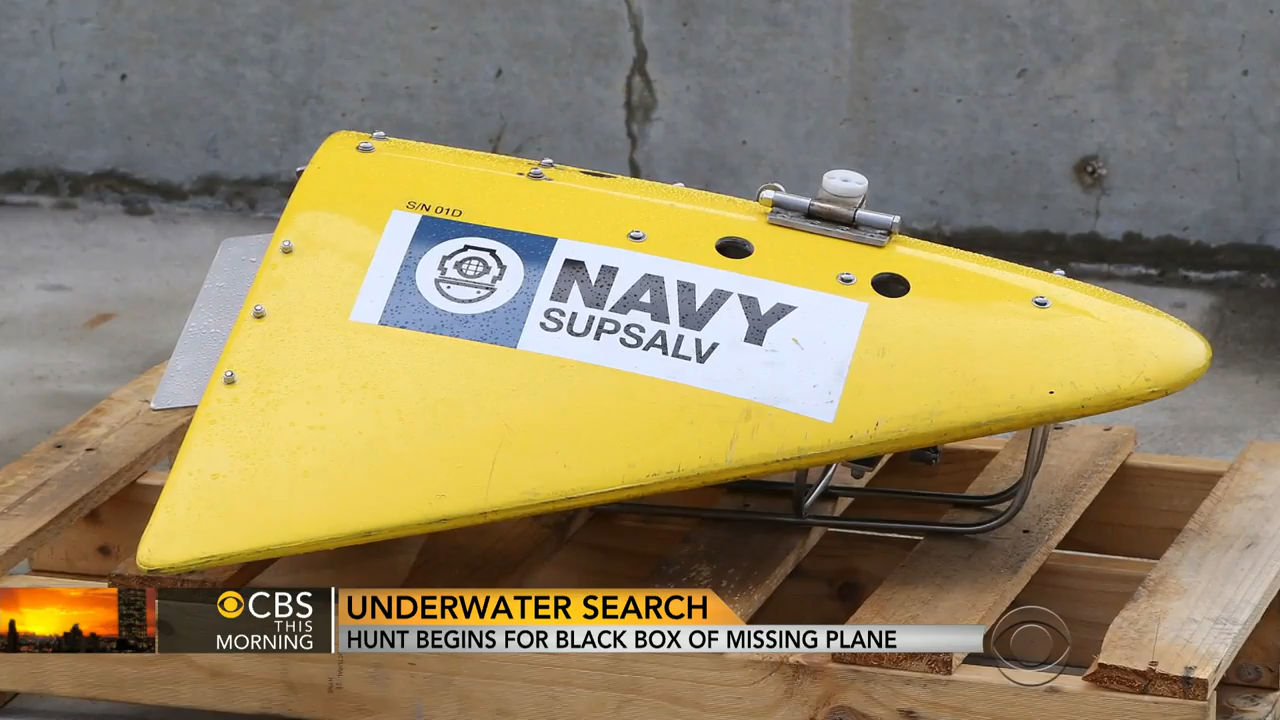 S/N 01D
NAVY
SUPSALV
CBS
THIS
MORNING
UNDERWATER SEARCH
HUNT BEGINS FOR BLACK BOX OF MISSING PLANE